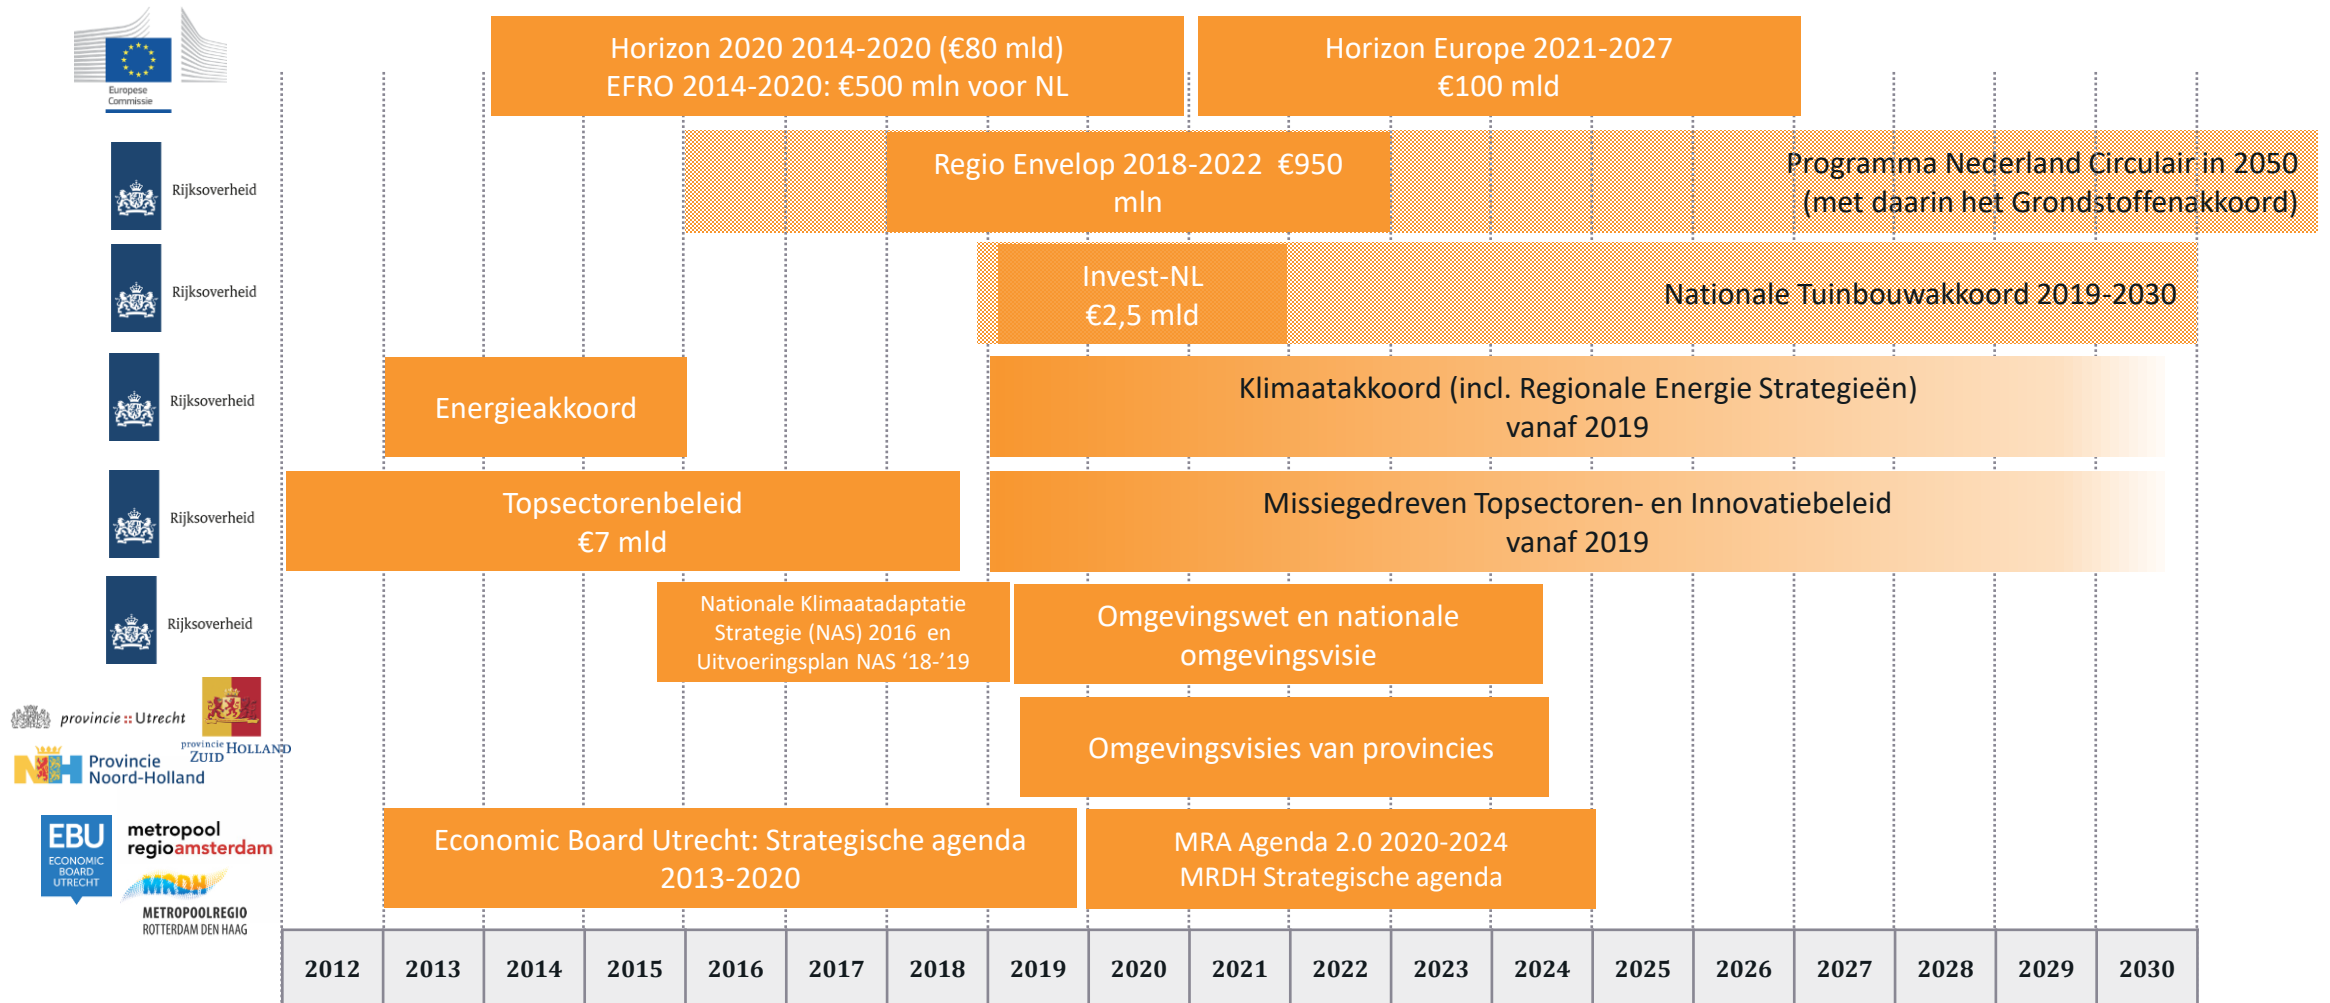 Europese
Commissie
Horizon 2020 2014-2020 (€80 mld)
EFRO 2014-2020: €500 mln voor NL
Horizon Europe 2021-2027
€100 mld
Rijksoverheid
Regio Envelop 2018-2022 €950
mln
Programma Nederland Circulair in 2050
(met daarin het Grondstoffenakkoord)
Rijksoverheid
Invest-NL
€2,5 mld
Nationale Tuinbouwakkoord 2019-2030
Rijksoverheid
Energieakkoord
Klimaatakkoord (incl. Regionale Energie Strategieën)
vanaf 2019
Rijksoverheid
Topsectorenbeleid
€7 mld
Missiegedreven Topsectoren- en Innovatiebeleid
vanaf 2019
Rijksoverheid
Nationale Klimaatadaptatie
Strategie (NAS) 2016 en
Uitvoeringsplan NAS ‘18-’19
Omgevingswet en nationale
omgevingsvisie
provincie :: Utrecht
provincie HOLLAND
ZUID
NH Provincie
Noord-Holland
Omgevingsvisies van provincies
EBU
ECONOMIC
BOARD
UTRECHT
metropool
regioamsterdam
MRDH
METROPOOLREGIO
ROTTERDAM DEN HAAG
Economic Board Utrecht: Strategische agenda
2013-2020
MRA Agenda 2.0 2020-2024
MRDH Strategische agenda
2012 2013 2014 2015 2016 2017 2018 2019 2020 2021 2022 2023 2024 2025 2026 2027 2028 2029 2030